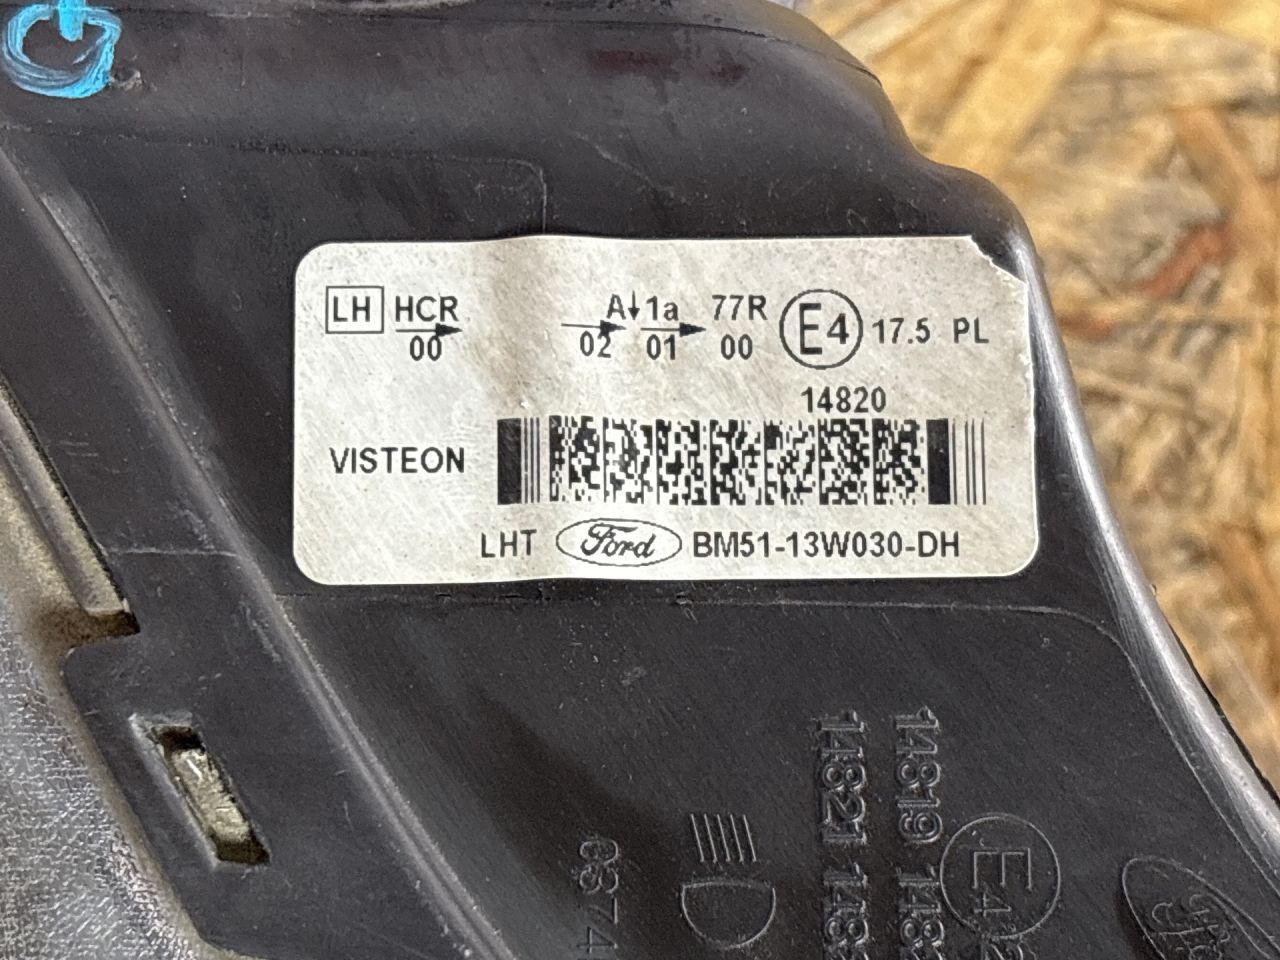 LH HCR A↓1a 77R E4 17.5 PL
00 02 01 00
14820
VISTEON
LHT Ford BM51-13W030-DH
14819
14821
E4